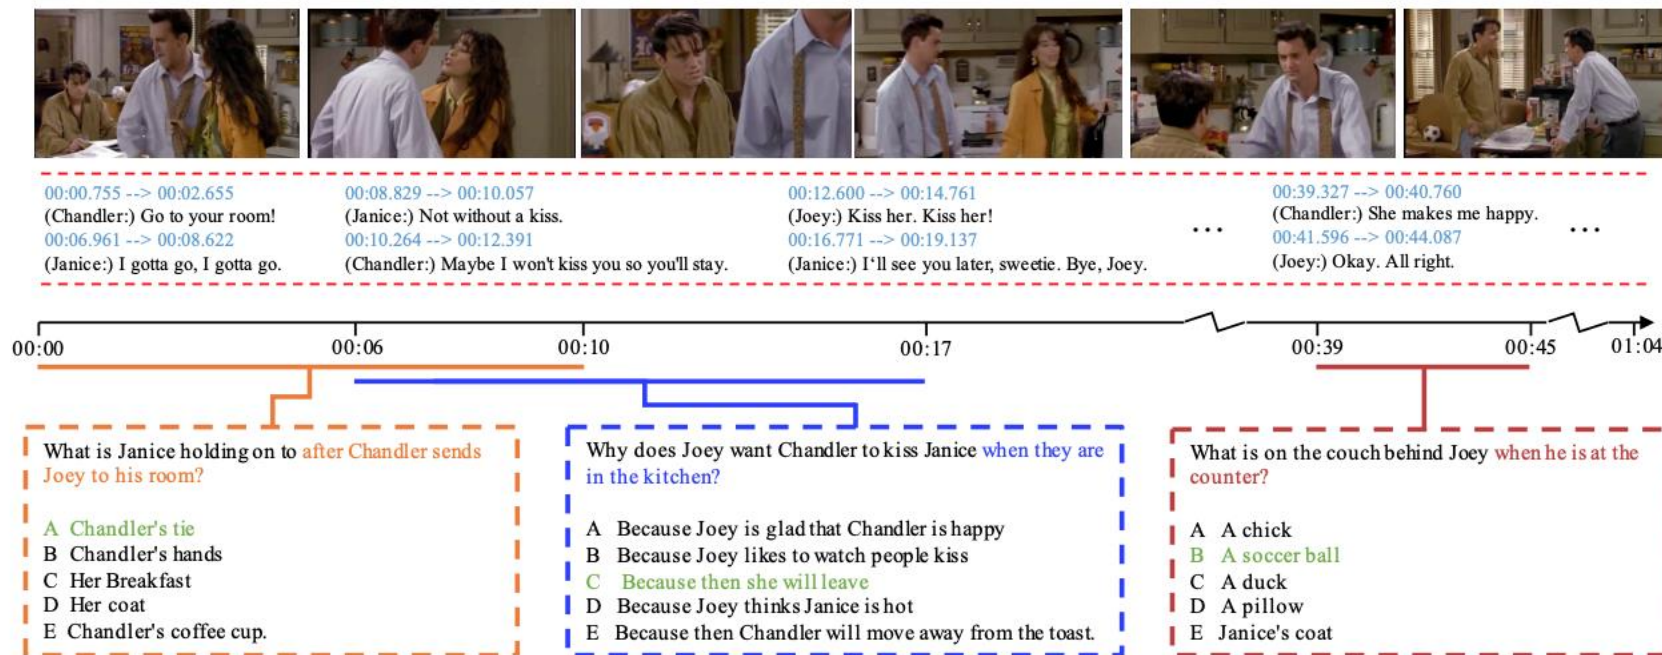 00:00.755 --> 00:02.655
(Chandler:) Go to your room!
00:06.961 --> 00:08.622
(Janice:) I gotta go, I gotta go.
00:08.829 --> 00:10.057
(Janice:) Not without a kiss.
00:10.264 --> 00:12.391
(Chandler:) Maybe I won't kiss you so you'll stay.
00:12.600 --> 00:14.761
(Joey:) Kiss her. Kiss her!
00:16.771 --> 00:19.137
(Janice:) I'll see you later, sweetie. Bye, Joey.
...
00:39.327 --> 00:40.760
(Chandler:) She makes me happy.
00:41.596 --> 00:44.087
(Joey:) Okay. All right.
...
00:00 00:06 00:10 00:17 00:39 00:45 01:04
What is Janice holding on to after Chandler sends
Joey to his room?
A Chandler's tie
B Chandler's hands
C Her Breakfast
D Her coat
E Chandler's coffee cup.
Why does Joey want Chandler to kiss Janice when they are
in the kitchen?
A Because Joey is glad that Chandler is happy
B Because Joey likes to watch people kiss
C Because then she will leave
D Because Joey thinks Janice is hot
E Because then Chandler will move away from the toast.
What is on the couch behind Joey when he is at the
counter?
A A chick
B A soccer ball
C A duck
D A pillow
E Janice's coat